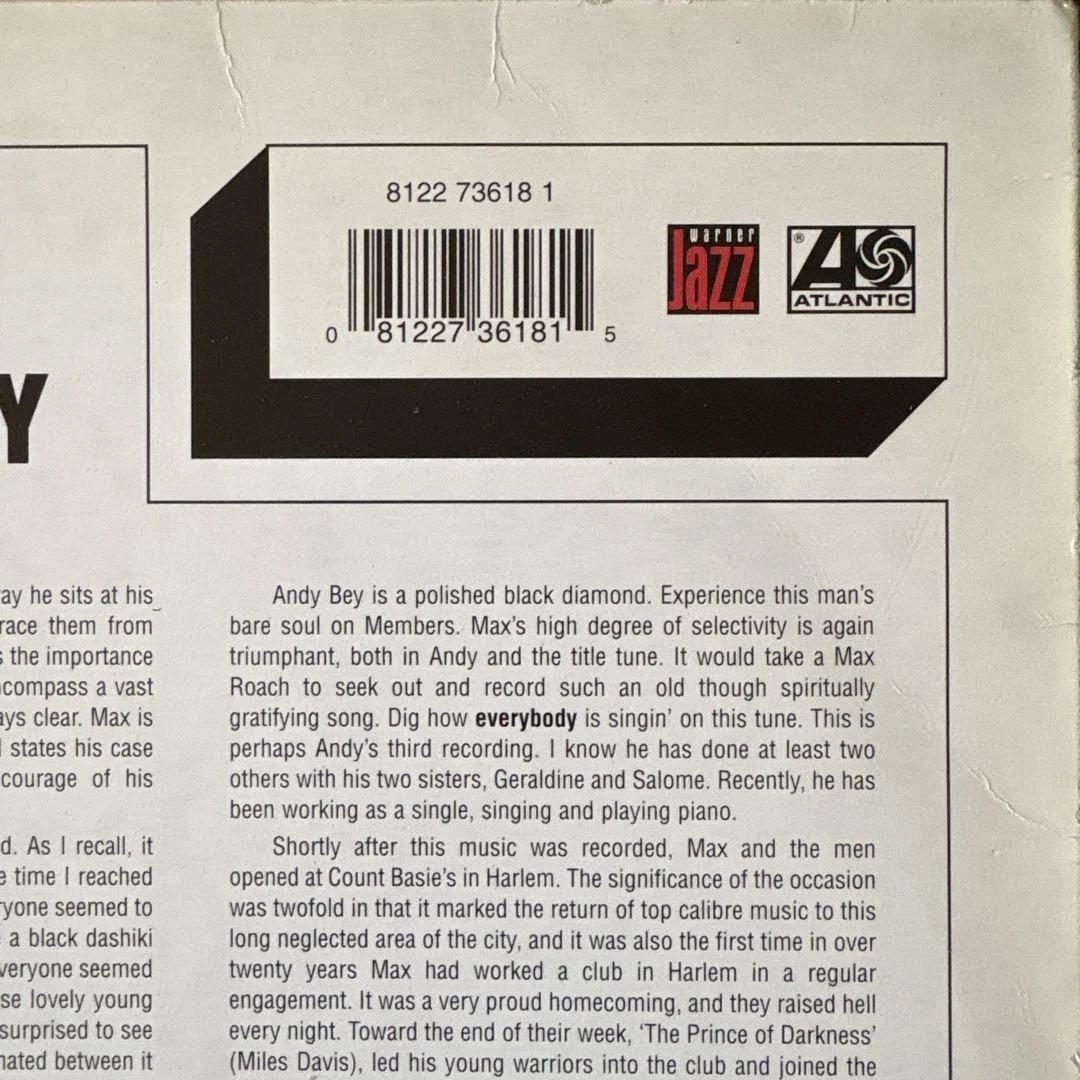 8122 73618 1
0 81227 36181 5
warner
Jazz
®
ATLANTIC
Y
he sits at his
them from
the importance
a vast
clear. Max is
states his case
courage of his
As I recall, it
time I reached
seemed to
a black dashiki
seemed
lovely young
surprised to see
between it
Andy Bey is a polished black diamond. Experience this man's
bare soul on Members. Max's high degree of selectivity is again
triumphant, both in Andy and the title tune. It would take a Max
Roach to seek out and record such an old though spiritually
gratifying song. Dig how everybody is singin' on this tune. This is
perhaps Andy's third recording. I know he has done at least two
others with his two sisters, Geraldine and Salome. Recently, he has
been working as a single, singing and playing piano.
Shortly after this music was recorded, Max and the men
opened at Count Basie's in Harlem. The significance of the occasion
was twofold in that it marked the return of top calibre music to this
long neglected area of the city, and it was also the first time in over
twenty years Max had worked a club in Harlem in a regular
engagement. It was a very proud homecoming, and they raised hell
every night. Toward the end of their week, 'The Prince of Darkness'
(Miles Davis), led his young warriors into the club and joined the